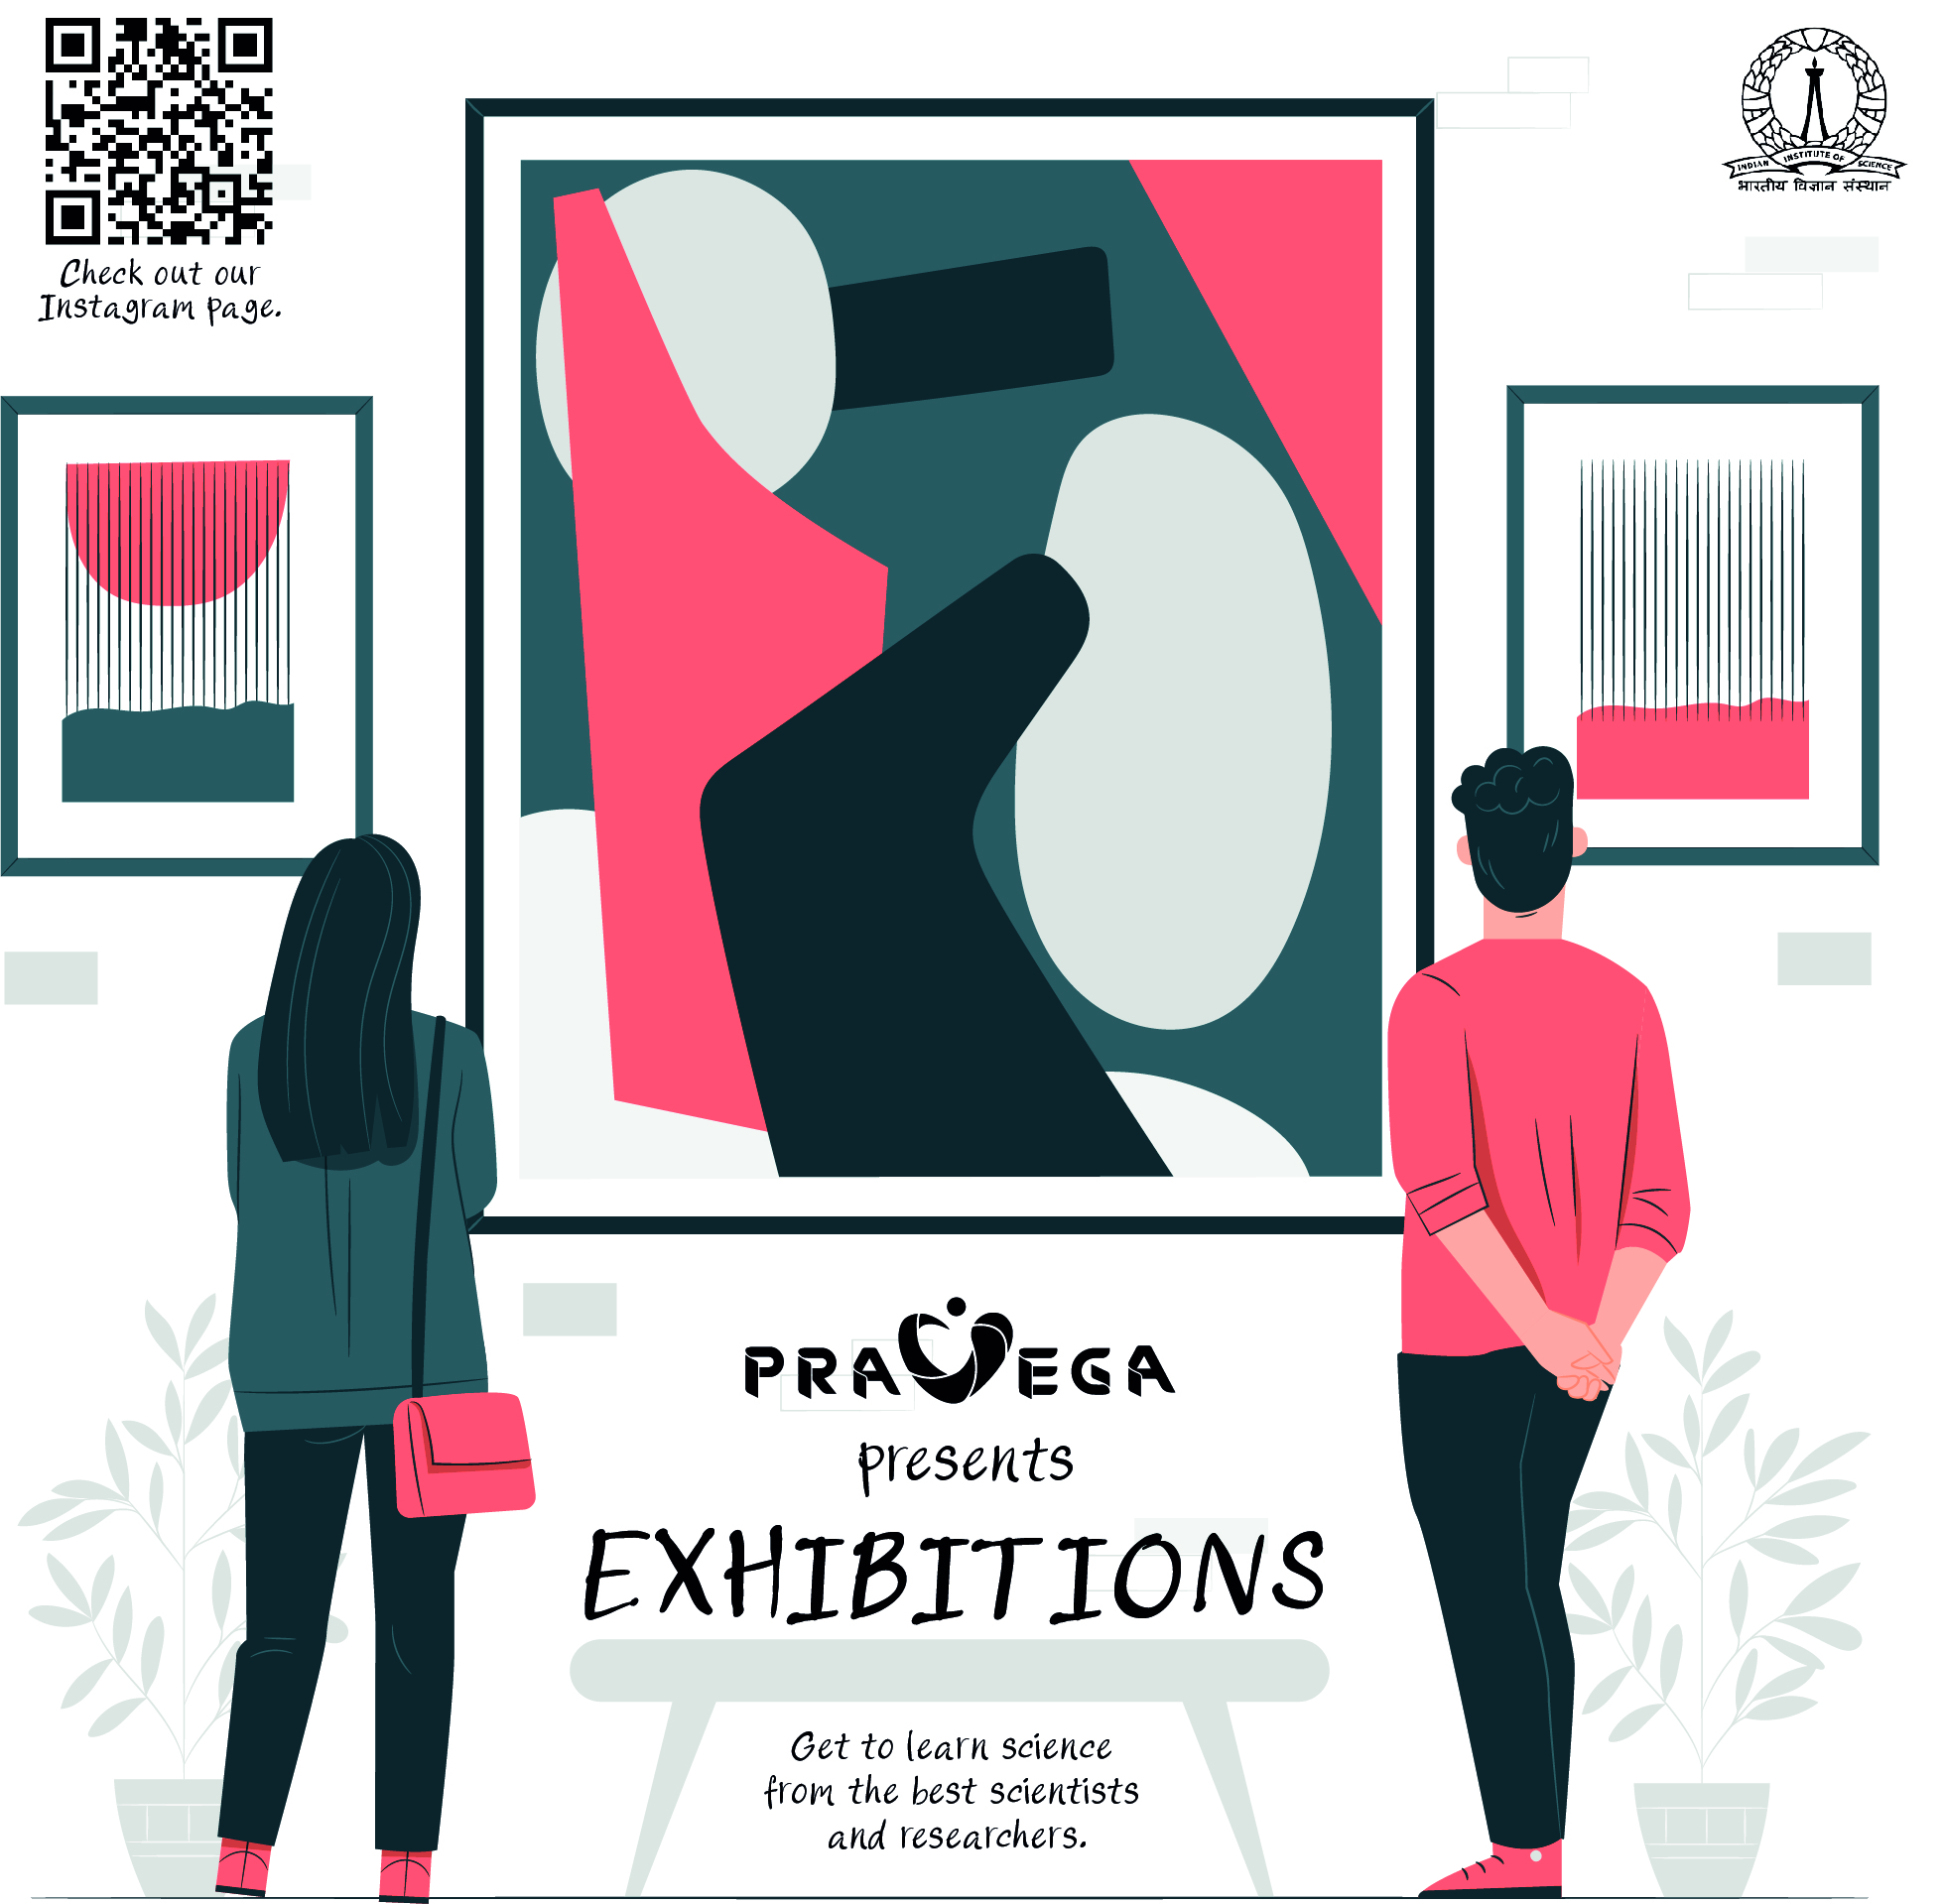 Check out our
Instagram page.
INDIAN INSTITUTE OF SCIENCE
भारतीय विज्ञान संस्थान
PRAVEGA
presents
EXHIBITIONS
Get to learn science
from the best scientists
and researchers.